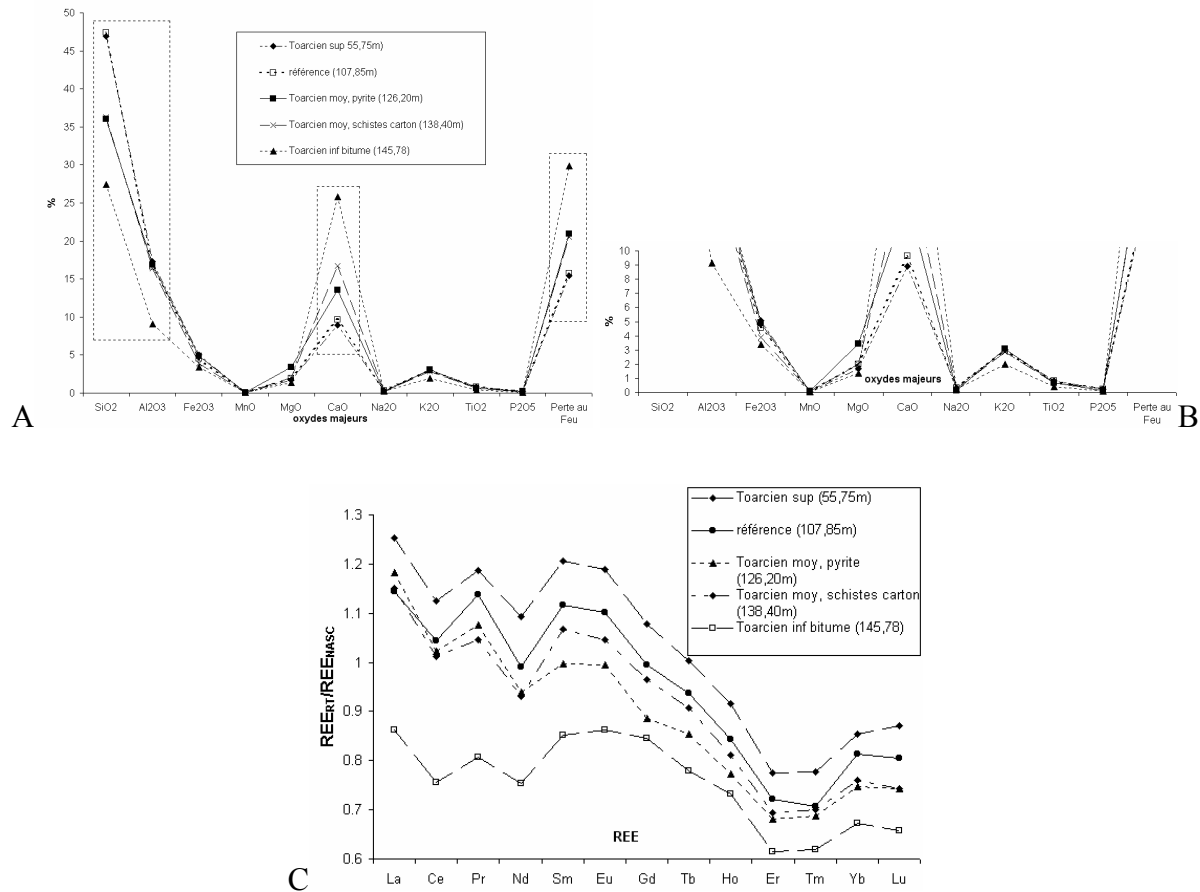 50
45
40
35
30
25
20
15
10
5
0
%
Toarcien sup 55,75m)
référence (107,85m)
Toarcien moy, pyrite (126,20m)
Toarcien moy, schistes carton (138,40m)
Toarcien inf bitume (145,78)
SiO2 Al2O3 Fe2O3 MnO MgO CaO Na2O K2O TiO2 P2O5 Perte au
Feu
oxydes majeurs
A
10
9
8
7
6
5
4
3
2
1
0
%
oxydes majeurs
SiO2 Al2O3 Fe2O3 MnO MgO CaO Na2O K2O TiO2 P2O5 Perte au
Feu
B
1.3
1.2
1.1
1
0.9
0.8
0.7
0.6
REERT/REENASC
Toarcien sup (55,75m)
référence (107,85m)
Toarcien moy, pyrite
(126,20m)
Toarcien moy, schistes carton
(138,40m)
Toarcien inf bitume (145,78)
REE
La Ce Pr Nd Sm Eu Gd Tb Ho Er Tm Yb Lu
C